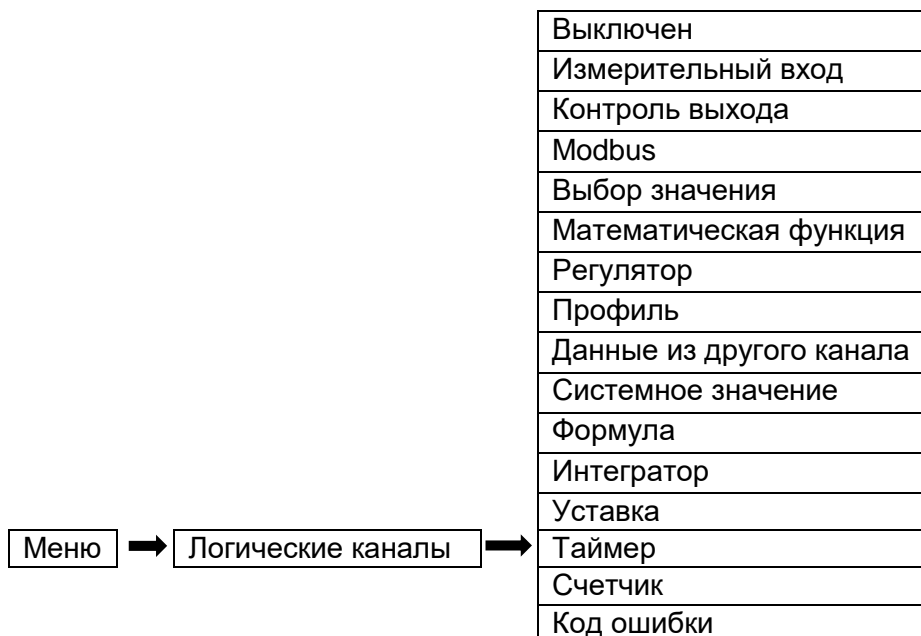 Выключен
Измерительный вход
Контроль выхода
Modbus
Выбор значения
Математическая функция
Регулятор
Профиль
Данные из другого канала
Системное значение
Формула
Интегратор
Уставка
Меню Логические каналы Таймер
Счетчик
Код ошибки